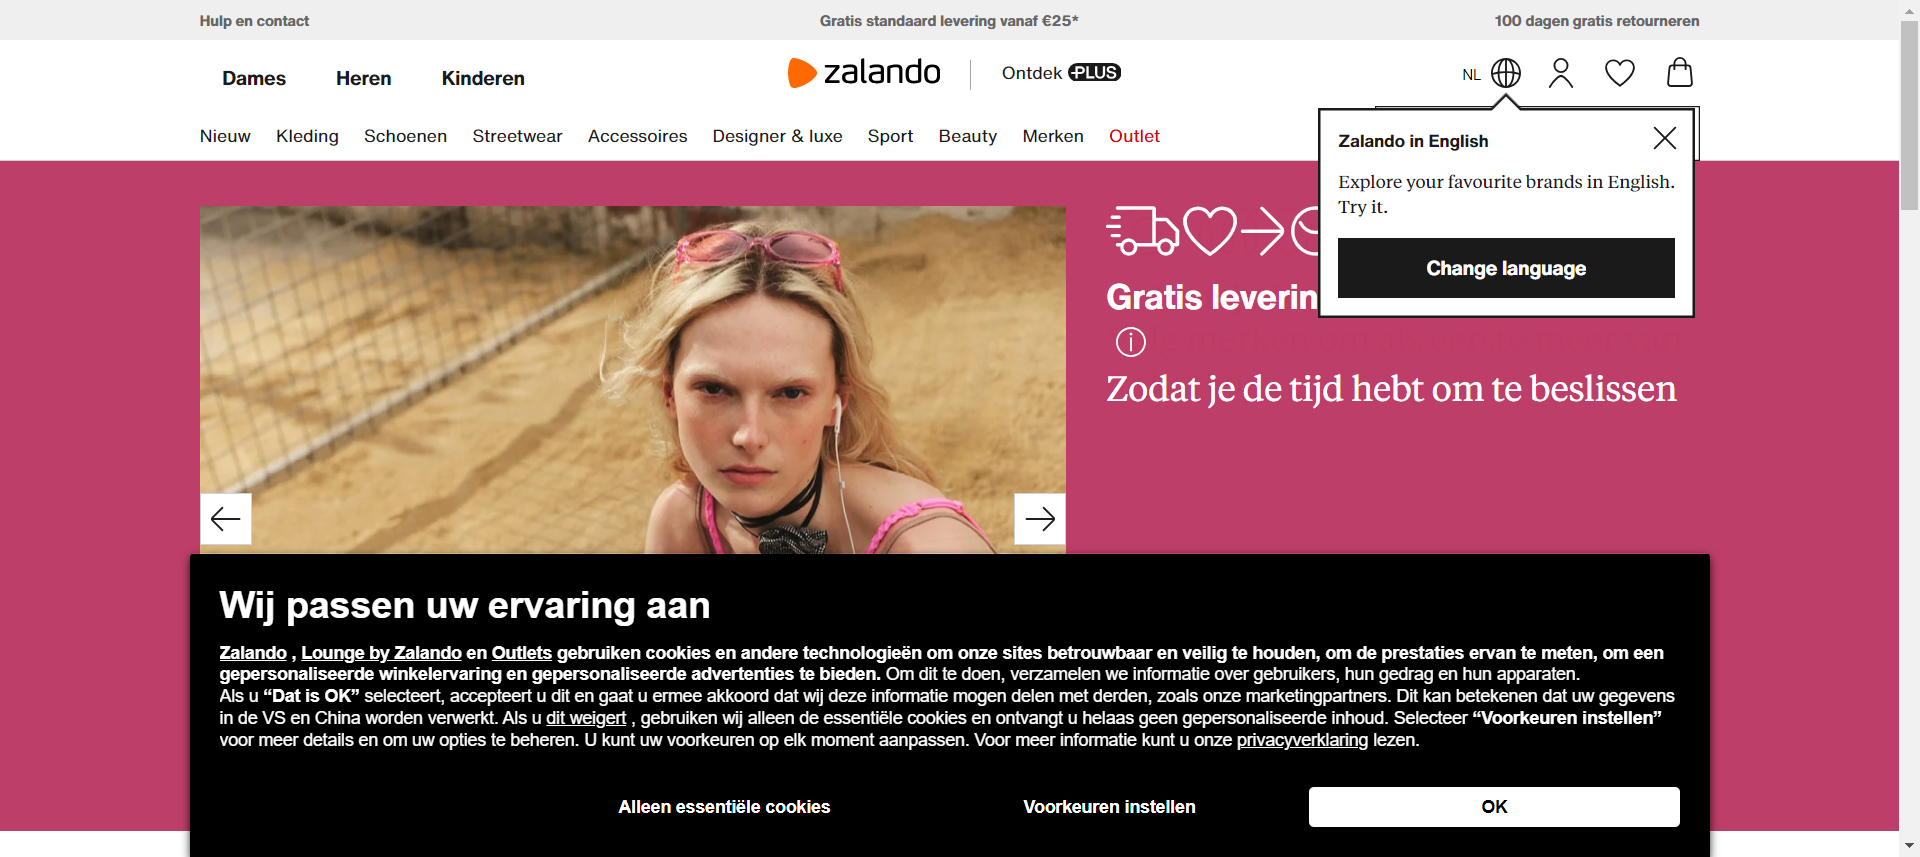 Hulp en contact
Gratis standaard levering vanaf €25*
100 dagen gratis retourneren
Dames Heren Kinderen
zalando
Ontdek PLUS
NL
Nieuw Kleding Schoenen Streetwear Accessoires Designer & luxe Sport Beauty Merken Outlet
Zalando in English
Explore your favourite brands in English.
Try it.
Change language
Gratis leverin
Zodat je de tijd hebt om te beslissen
Wij passen uw ervaring aan
Zalando , Lounge by Zalando en Outlets gebruiken cookies en andere technologieën om onze sites betrouwbaar en veilig te houden, om de prestaties ervan te meten, om een
gepersonaliseerde winkelervaring en gepersonaliseerde advertenties te bieden. Om dit te doen, verzamelen we informatie over gebruikers, hun gedrag en hun apparaten.
Als u “Dat is OK” selecteert, accepteert u dit en gaat u ermee akkoord dat wij deze informatie mogen delen met derden, zoals onze marketingpartners. Dit kan betekenen dat uw gegevens
in de VS en China worden verwerkt. Als u dit weigert , gebruiken wij alleen de essentiële cookies en ontvangt u helaas geen gepersonaliseerde inhoud. Selecteer “Voorkeuren instellen”
voor meer details en om uw opties te beheren. U kunt uw voorkeuren op elk moment aanpassen. Voor meer informatie kunt u onze privacyverklaring lezen.
Alleen essentiële cookies
Voorkeuren instellen
OK